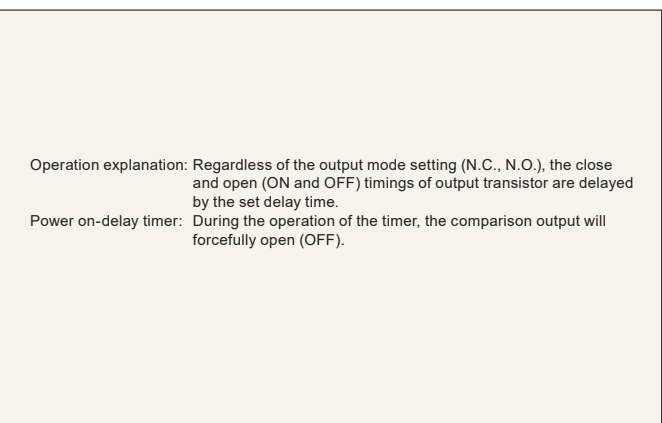 Operation explanation: Regardless of the output mode setting (N.C., N.O.), the close
and open (ON and OFF) timings of output transistor are delayed
by the set delay time.
Power on-delay timer: During the operation of the timer, the comparison output will
forcefully open (OFF).